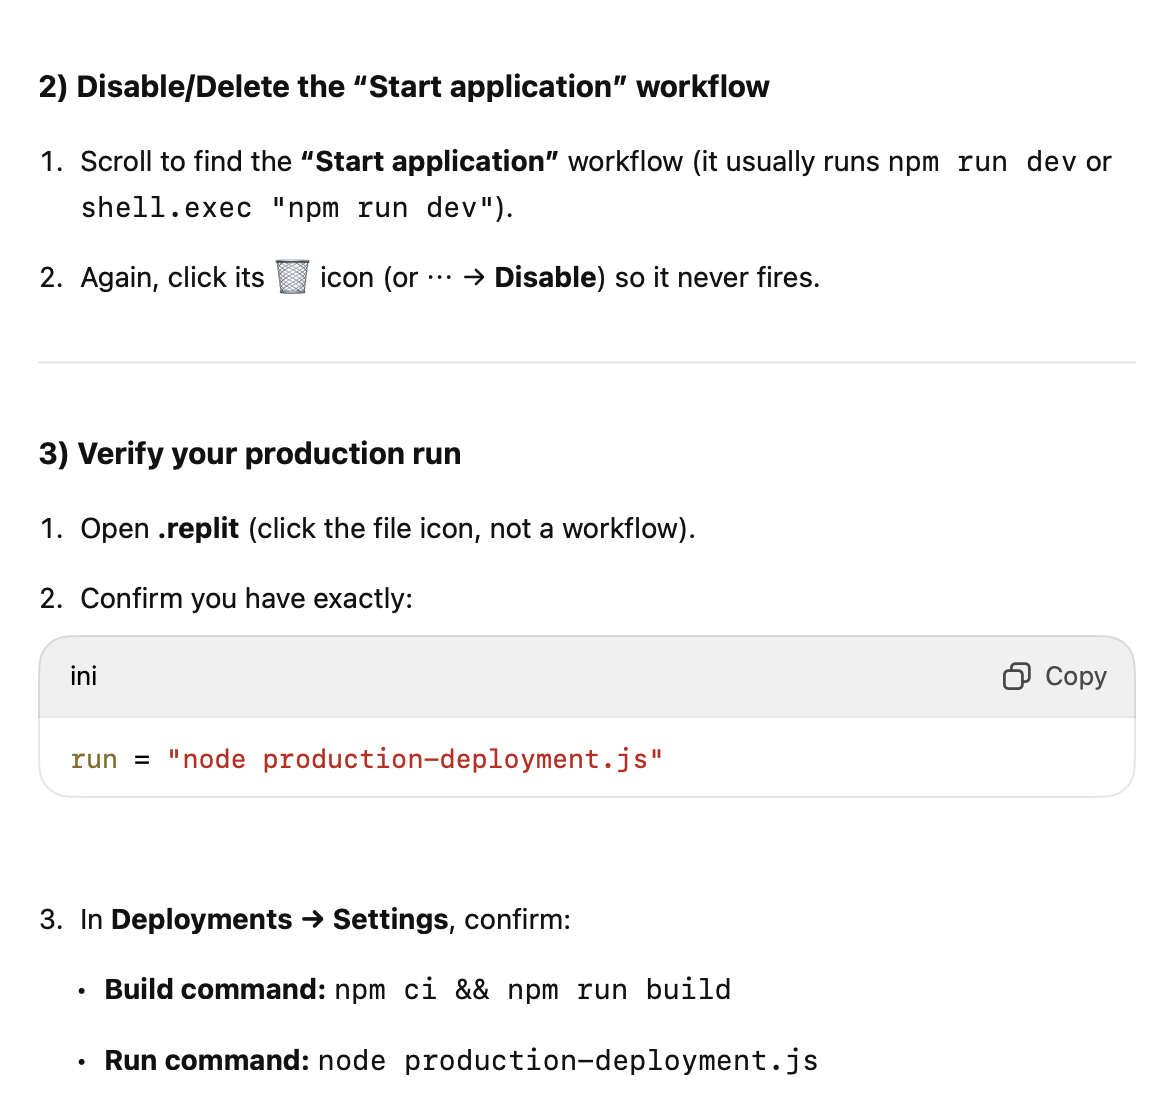 2) Disable/Delete the “Start application” workflow
1. Scroll to find the “Start application” workflow (it usually runs npm run dev or
shell.exec "npm run dev").
2. Again, click its 🗑️ icon (or ··· → Disable) so it never fires.
3) Verify your production run
1. Open .replit (click the file icon, not a workflow).
2. Confirm you have exactly:
ini Copy
run = "node production-deployment.js"
3. In Deployments → Settings, confirm:
• Build command: npm ci && npm run build
• Run command: node production-deployment.js